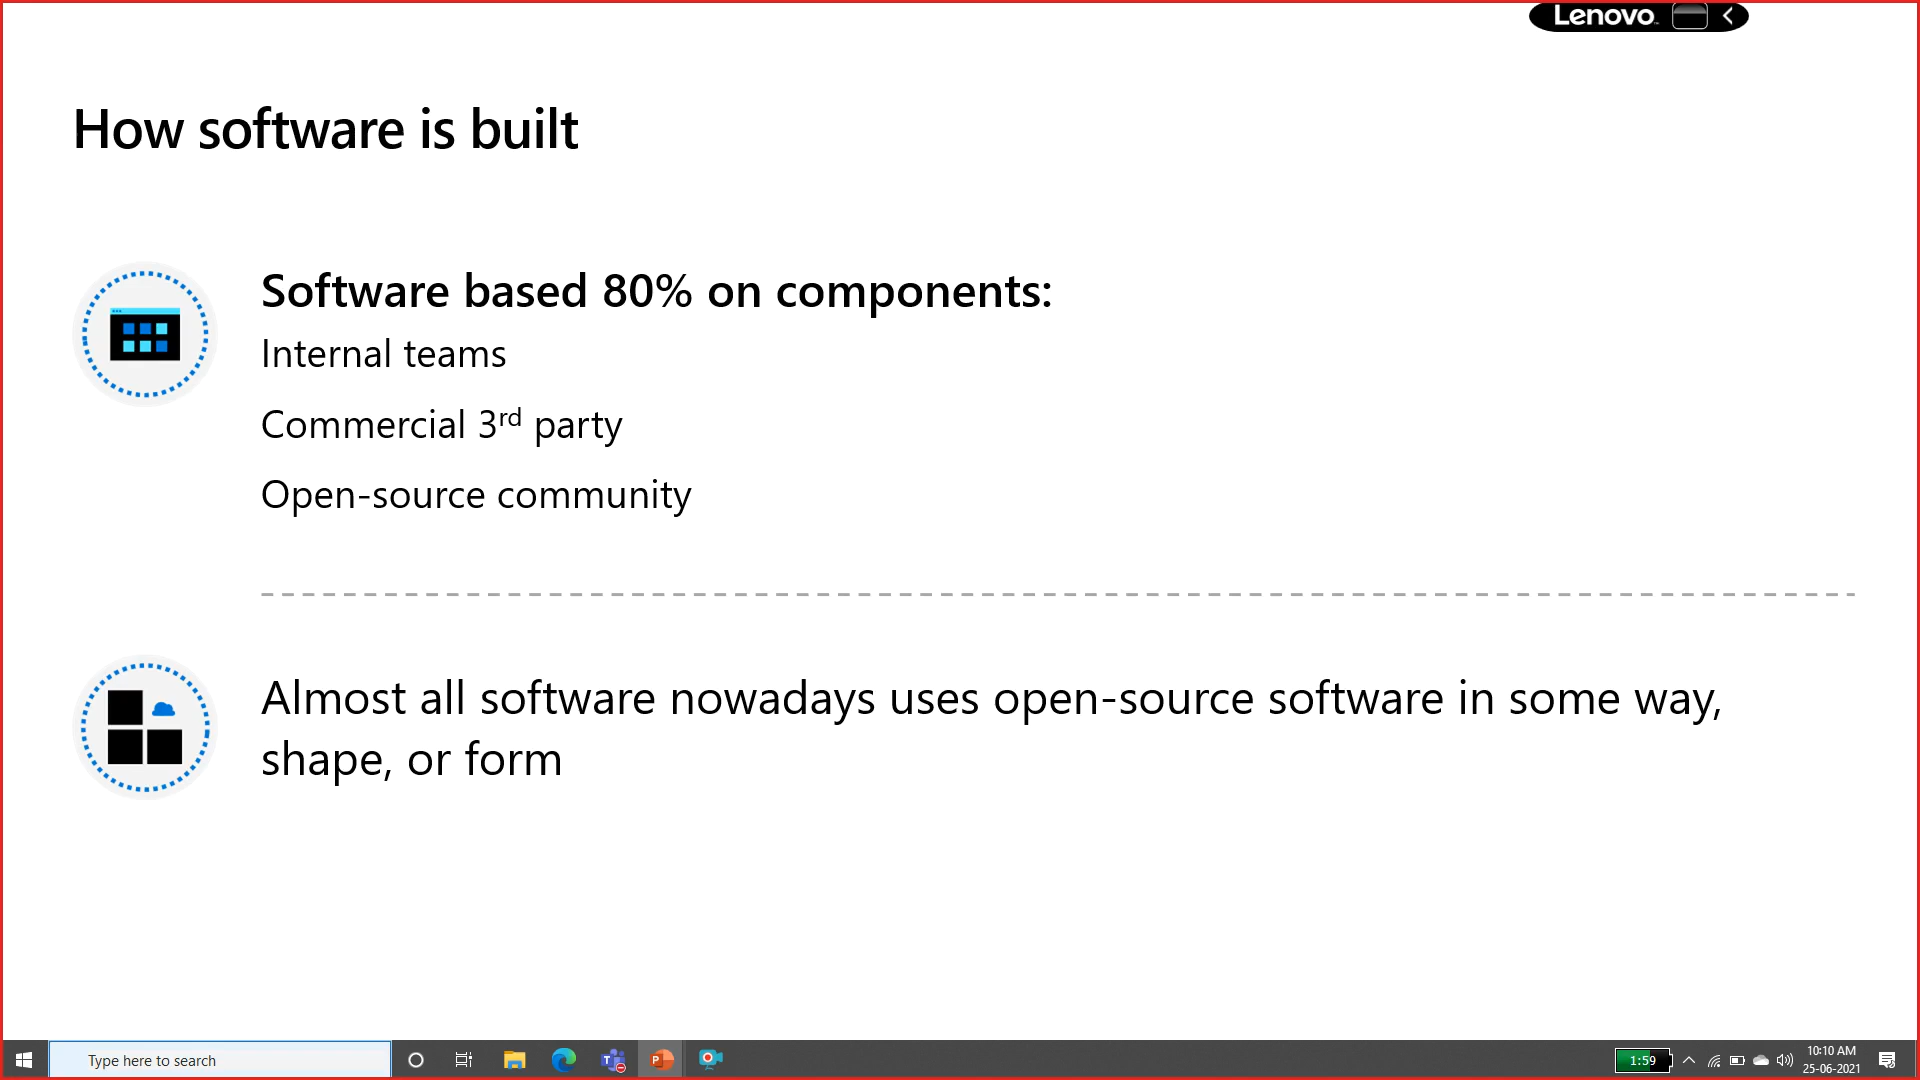 Lenovo
How software is built
Software based 80% on components:
Internal teams
Commercial 3rd party
Open-source community
Almost all software nowadays uses open-source software in some way,
shape, or form
Type here to search
1:59
10:10 AM
25-06-2021